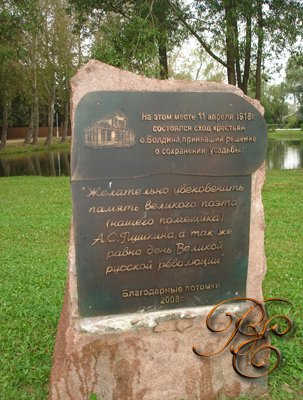 На этом месте 11 апреля 1918г.
состоялся сход крестьян
с.Болдина, принявший решение
о сохранении усадьбы:
"Желательно увековечить
память великого поэта
(нашего помещика)
А.С.Пушкина, а так же
равно день Великой
русской революции"
Благодарные потомки
2008г.